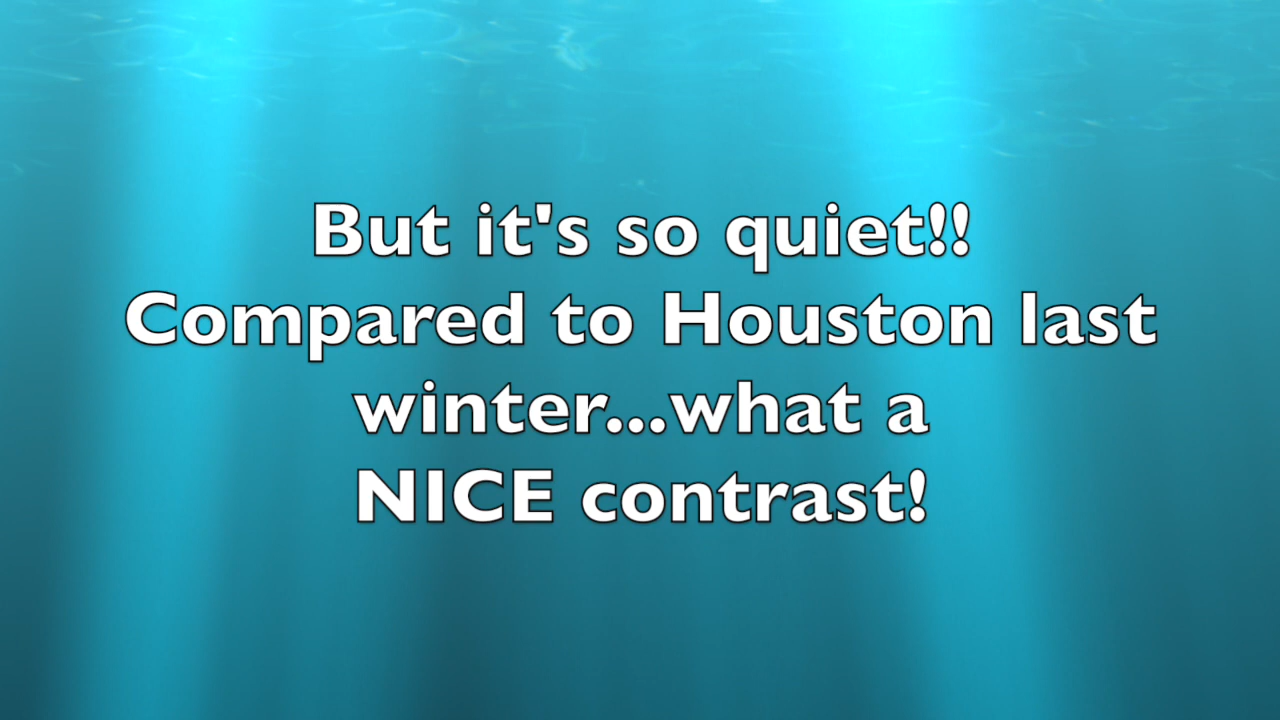 But it's so quiet!!
Compared to Houston last
winter...what a
NICE contrast!